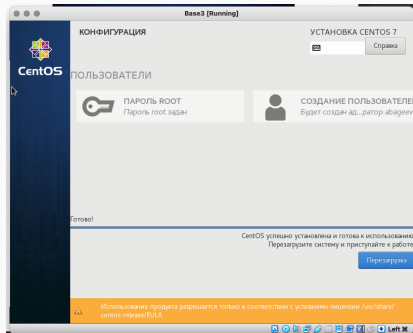 Base3 [Running]
КОНФИГУРАЦИЯ
УСТАНОВКА CENTOS 7
Справка
CentOS
ПОЛЬЗОВАТЕЛИ
ПАРОЛЬ ROOT
Пароль root задан
СОЗДАНИЕ ПОЛЬЗОВАТЕЛЕ
Будет создан ад...ратор abageev
Готово!
CentOS успешно установлена и готова к использованию
Перезагрузите систему и приступайте к работе
Перезагрузка
Использование продукта разрешается только в соответствии с условиями лицензии /usr/share/
centos-release/EULA
Left ⌘